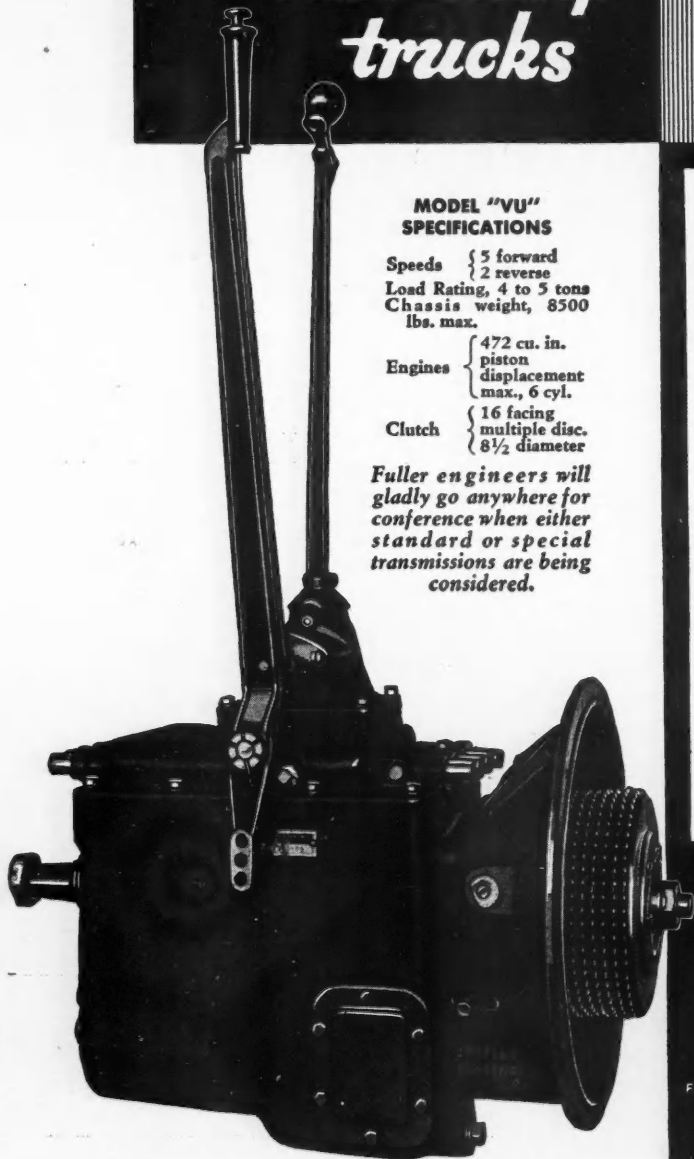 trucks
MODEL "VU"
SPECIFICATIONS
Speeds { 5 forward
2 reverse
Load Rating, 4 to 5 tons
Chassis weight, 8500
lbs. max.
Engines { 472 cu. in.
piston
displacement
max., 6 cyl.
Clutch { 16 facing
multiple disc.
8½ diameter
Fuller engineers will
gladly go anywhere for
conference when either
standard or special
transmissions are being
considered.